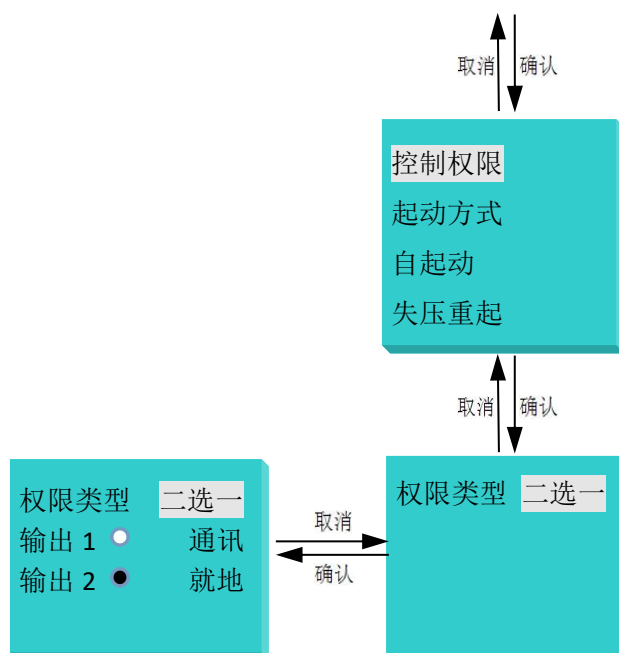 取消 确认
控制权限
起动方式
自起动
失压重起
取消 确认
权限类型 二选一
输出 1 通讯
输出 2 就地
取消
确认
权限类型 二选一